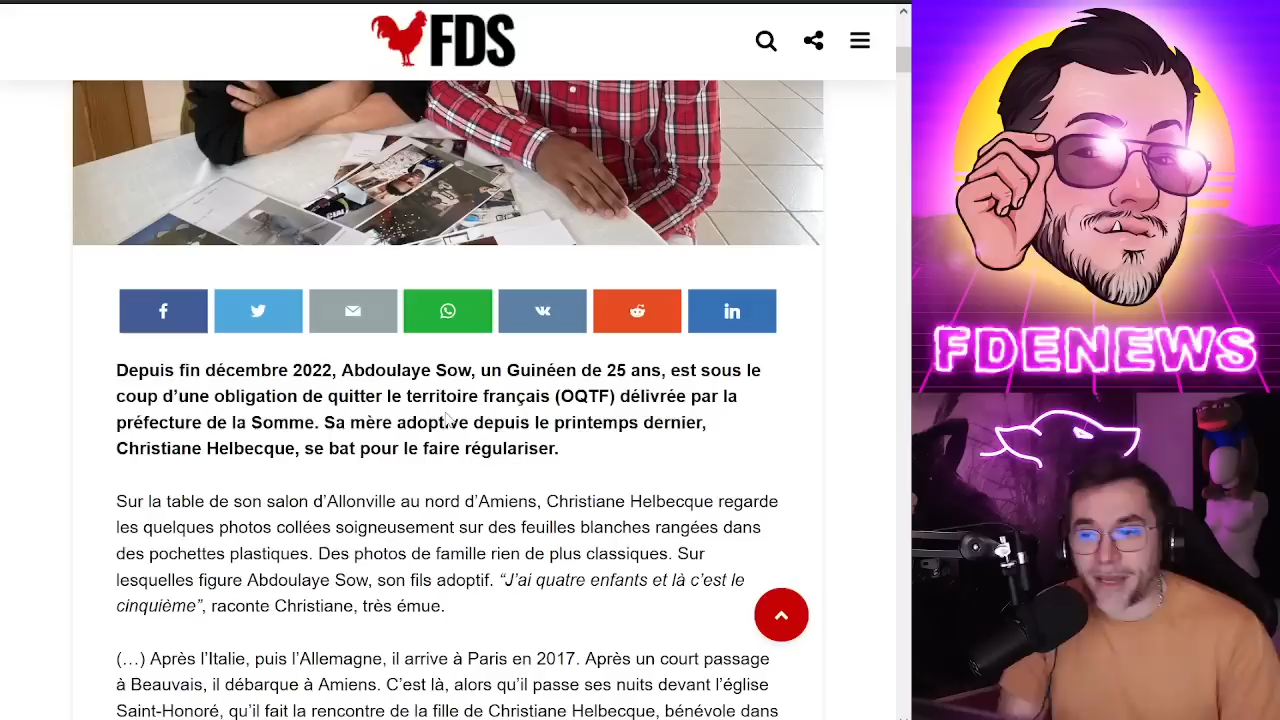 FDS
Depuis fin décembre 2022, Abdoulaye Sow, un Guinéen de 25 ans, est sous le
coup d’une obligation de quitter le territoire français (OQTF) délivrée par la
préfecture de la Somme. Sa mère adoptive depuis le printemps dernier,
Christiane Helbecque, se bat pour le faire régulariser.
Sur la table de son salon d’Allonville au nord d’Amiens, Christiane Helbecque regarde
les quelques photos collées soigneusement sur des feuilles blanches rangées dans
des pochettes plastiques. Des photos de famille rien de plus classiques. Sur
lesquelles figure Abdoulaye Sow, son fils adoptif. “J’ai quatre enfants et là c’est le
cinquième”, raconte Christiane, très émue.
(…) Après l’Italie, puis l’Allemagne, il arrive à Paris en 2017. Après un court passage
à Beauvais, il débarque à Amiens. C’est là, alors qu’il passe ses nuits devant l’église
Saint-Honore, qu’il fait la rencontre de la fille de Christiane Helbecque, bénévole dans
FDENEWS